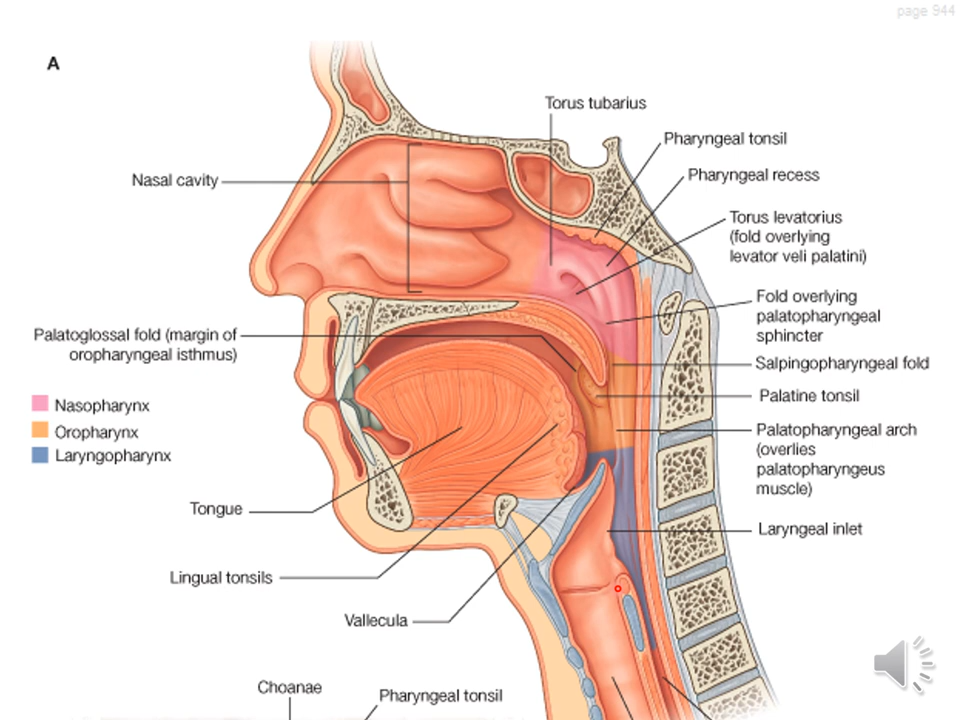 page 944
A
Torus tubarius
Pharyngeal tonsil
Nasal cavity
Pharyngeal recess
Torus levatorius
(fold overlying
levator veli palatini)
Fold overlying
palatopharyngeal
sphincter
Palatoglossal fold (margin of
oropharyngeal isthmus)
Salpingopharyngeal fold
Palatine tonsil
Nasopharynx
Oropharynx
Laryngopharynx
Palatopharyngeal arch
(overlies
palatopharyngeus
muscle)
Tongue
Laryngeal inlet
Lingual tonsils
Vallecula
Choanae
Pharyngeal tonsil